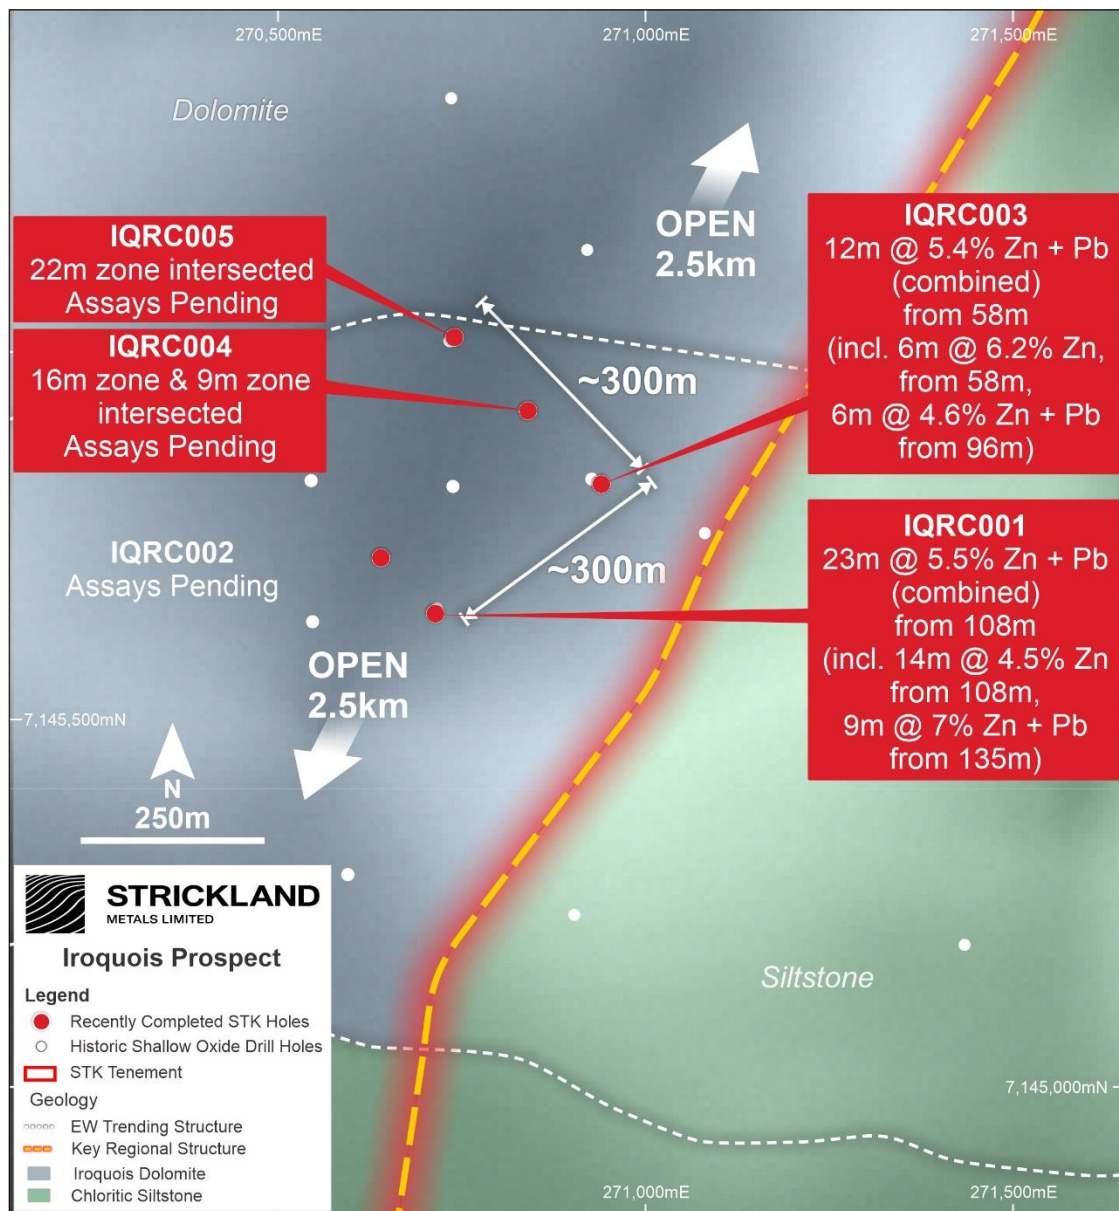 270,500mE
271,000mE
271,500mE
Dolomite
OPEN
2.5km
IQRC005
22m zone intersected
Assays Pending
IQRC004
16m zone & 9m zone
intersected
Assays Pending
IQRC003
12m @ 5.4% Zn + Pb
(combined)
from 58m
(incl. 6m @ 6.2% Zn,
from 58m,
6m @ 4.6% Zn + Pb
from 96m)
~300m
IQRC002
Assays Pending
~300m
IQRC001
23m @ 5.5% Zn + Pb
(combined)
from 108m
(incl. 14m @ 4.5% Zn
from 108m,
9m @ 7% Zn + Pb
from 135m)
OPEN
2.5km
7,145,500mN
N
250m
STRICKLAND
METALS LIMITED
Iroquois Prospect
Legend
Recently Completed STK Holes
Historic Shallow Oxide Drill Holes
STK Tenement
Geology
EW Trending Structure
Key Regional Structure
Iroquois Dolomite
Chloritic Siltstone
Siltstone
7,145,000mN
271,000mE
271,500mE